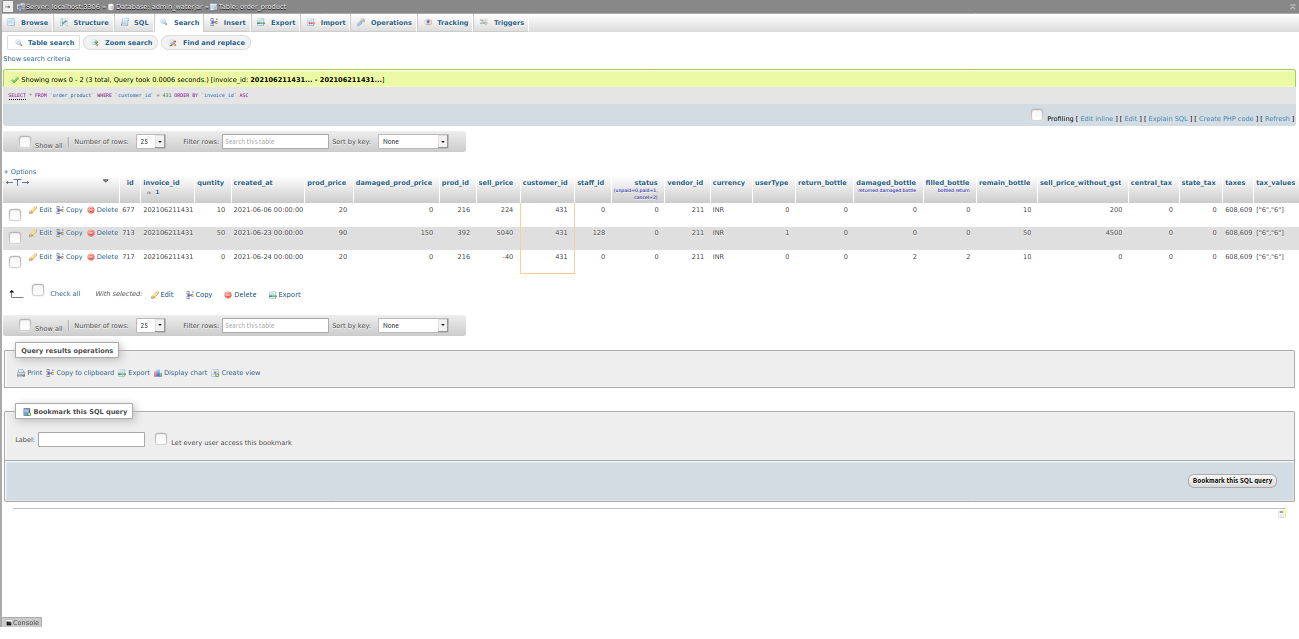 Server: localhost:3306 » Database: admin_waterjar » Table: order_product
Browse Structure SQL Search Insert Export Import Operations Tracking Triggers
Table search Zoom search Find and replace
Show search criteria
Showing rows 0 - 2 (3 total, Query took 0.0006 seconds.) [invoice_id: 202106211431... - 202106211431...]
SELECT * FROM `order_product` WHERE `customer_id` = 431 ORDER BY `invoice_id` ASC
Profiling [ Edit inline ] [ Edit ] [ Explain SQL ] [ Create PHP code ] [ Refresh ]
Show all | Number of rows: 25 Filter rows: Search this table Sort by key: None
+ Options
←T→ id invoice_id 1 quntity created_at prod_price damaged_prod_price prod_id sell_price customer_id staff_id status (unpaid=0,paid=1, cancel=2) vendor_id currency userType return_bottle damaged_bottle returned damaged bottle filled_bottle bottled return remain_bottle sell_price_without_gst central_tax state_tax taxes tax_values
Edit Copy Delete 677 202106211431 10 2021-06-06 00:00:00 20 0 216 224 431 0 0 211 INR 0 0 0 0 10 200 0 0 608,609 ["6","6"]
Edit Copy Delete 713 202106211431 50 2021-06-23 00:00:00 90 150 392 5040 431 128 0 211 INR 1 0 0 0 50 4500 0 0 608,609 ["6","6"]
Edit Copy Delete 717 202106211431 0 2021-06-24 00:00:00 20 0 216 -40 431 0 0 211 INR 0 0 2 2 10 0 0 0 608,609 ["6","6"]
Check all With selected: Edit Copy Delete Export
Show all | Number of rows: 25 Filter rows: Search this table Sort by key: None
Query results operations
Print Copy to clipboard Export Display chart Create view
Bookmark this SQL query
Label: Let every user access this bookmark
Bookmark this SQL query
Console